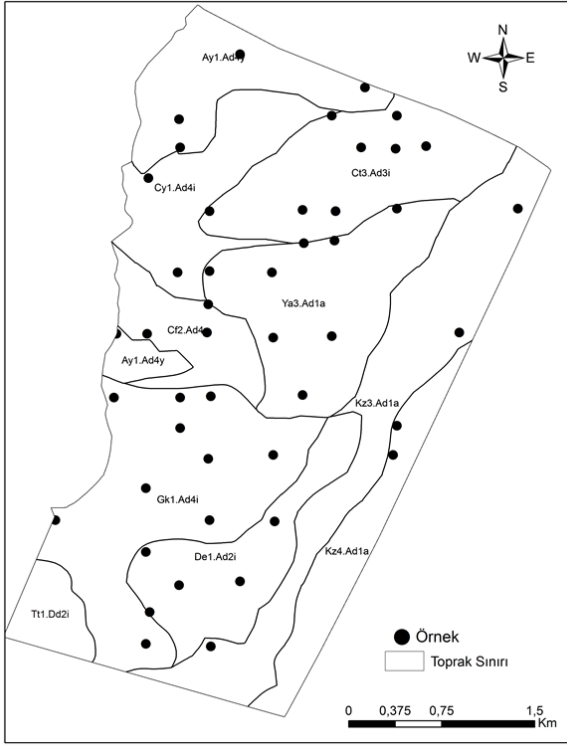 N
W E
S
Ay1.Ad4y
Ct3.Ad3i
Cy1.Ad4i
Ya3.Ad1a
Cf2.Ad4
Ay1.Ad4y
Kz3.Ad1a
Gk1.Ad4i
De1.Ad2i
Kz4.Ad1a
Tt1.Dd2i
Örnek
Toprak Sınırı
0 0,375 0,75 1,5
Km